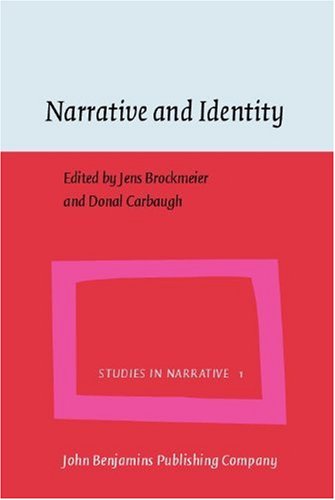 Narrative and Identity
Edited by Jens Brockmeier
and Donal Carbaugh
STUDIES IN NARRATIVE 1
John Benjamins Publishing Company